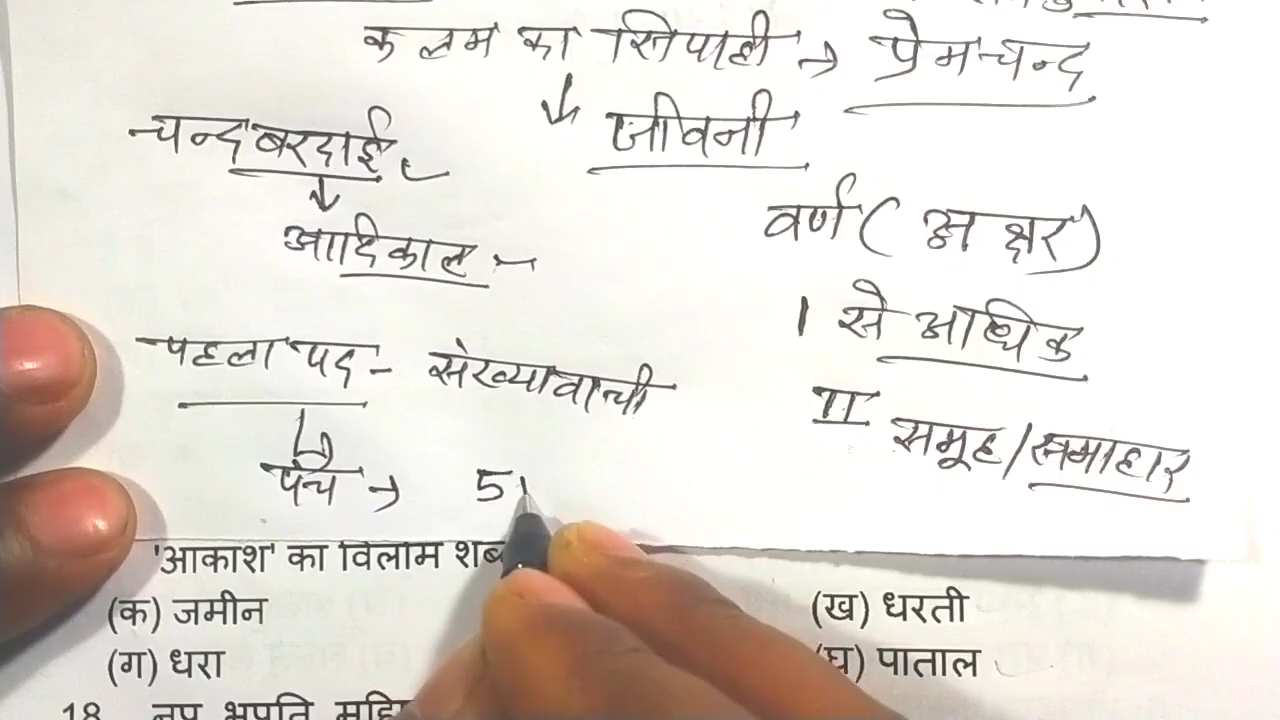 कलम का सिपाही → प्रेमचन्द
↓ जीवनी
चन्दबरदाई
↓
आदिकाल -
वर्ण (अक्षर)
I से अधिक
II समूह/समाहार
पहला पद - संख्यावाची
↳
पंच → 5
'आकाश' का विलोम
(क) जमीन
(ख) धरती
(ग) धरा
(घ) पाताल
18